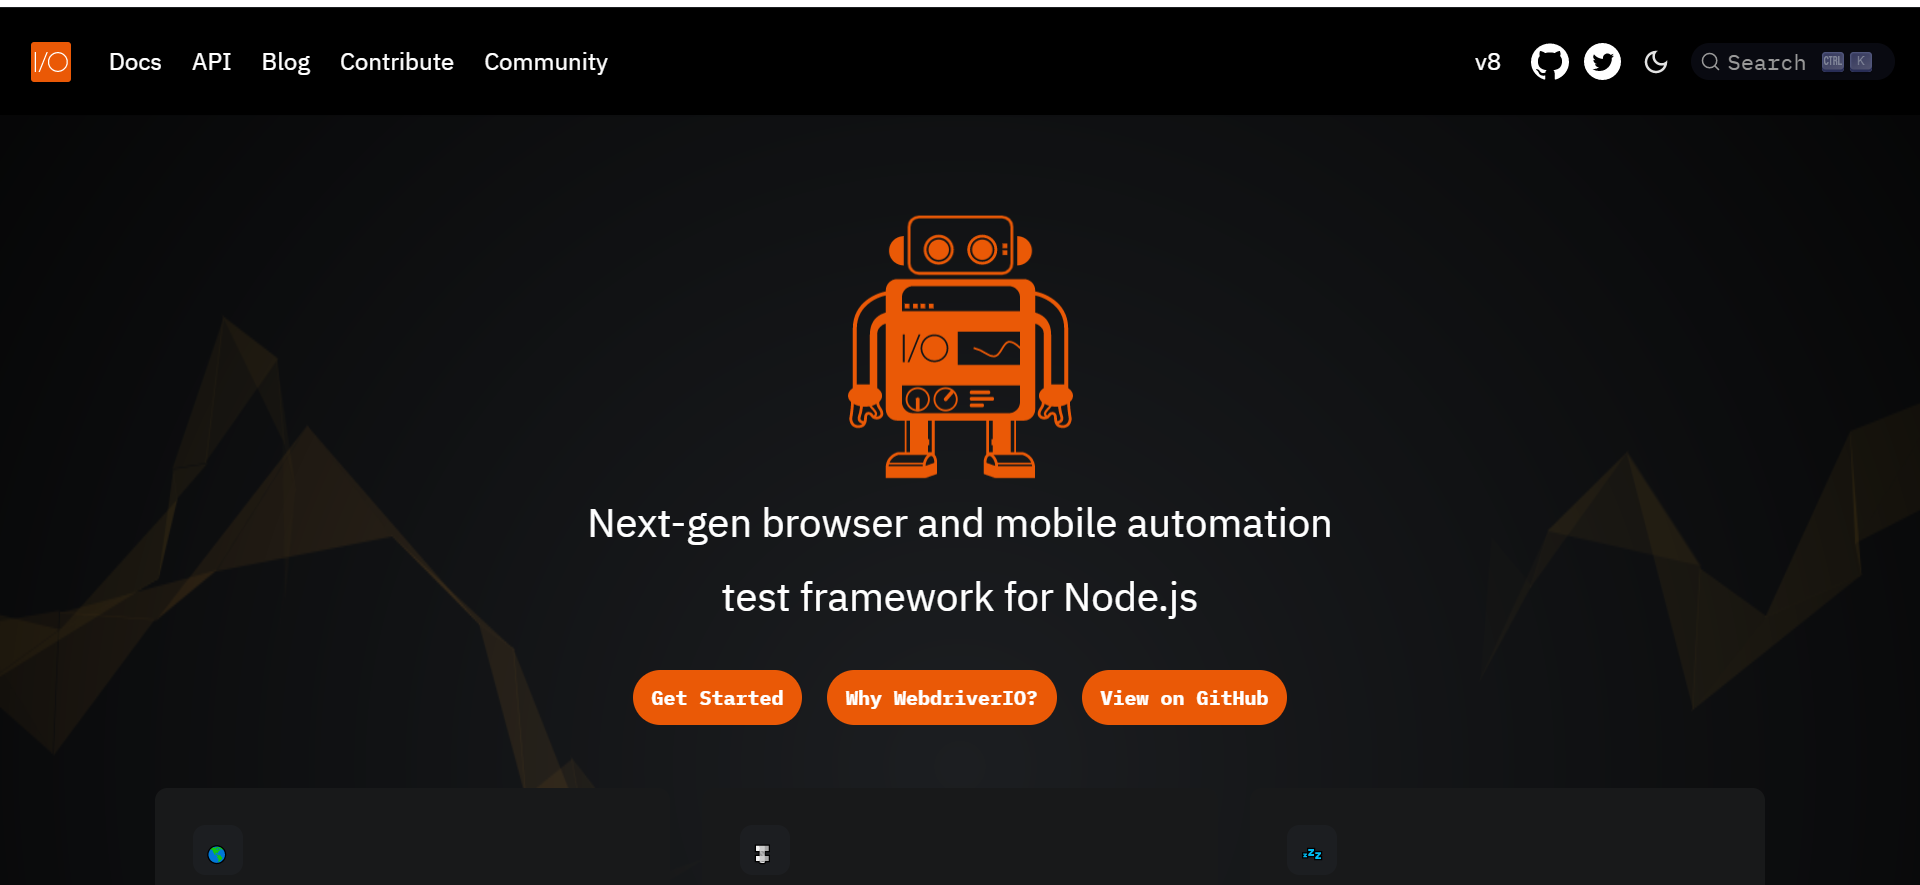 I/O
Docs API Blog Contribute Community
v8 Search CTRL K
I/O
Next-gen browser and mobile automation
test framework for Node.js
Get Started Why WebdriverIO? View on GitHub
zzz